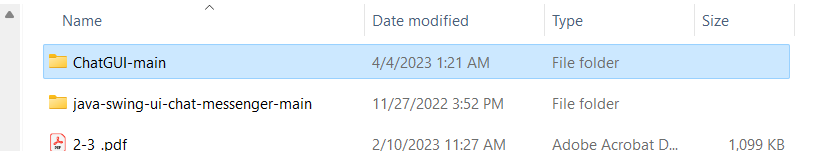 Name Date modified Type Size
ChatGUI-main 4/4/2023 1:21 AM File folder
java-swing-ui-chat-messenger-main 11/27/2022 3:52 PM File folder
2-3 .pdf 2/10/2023 11:27 AM Adobe Acrobat D... 1,099 KB